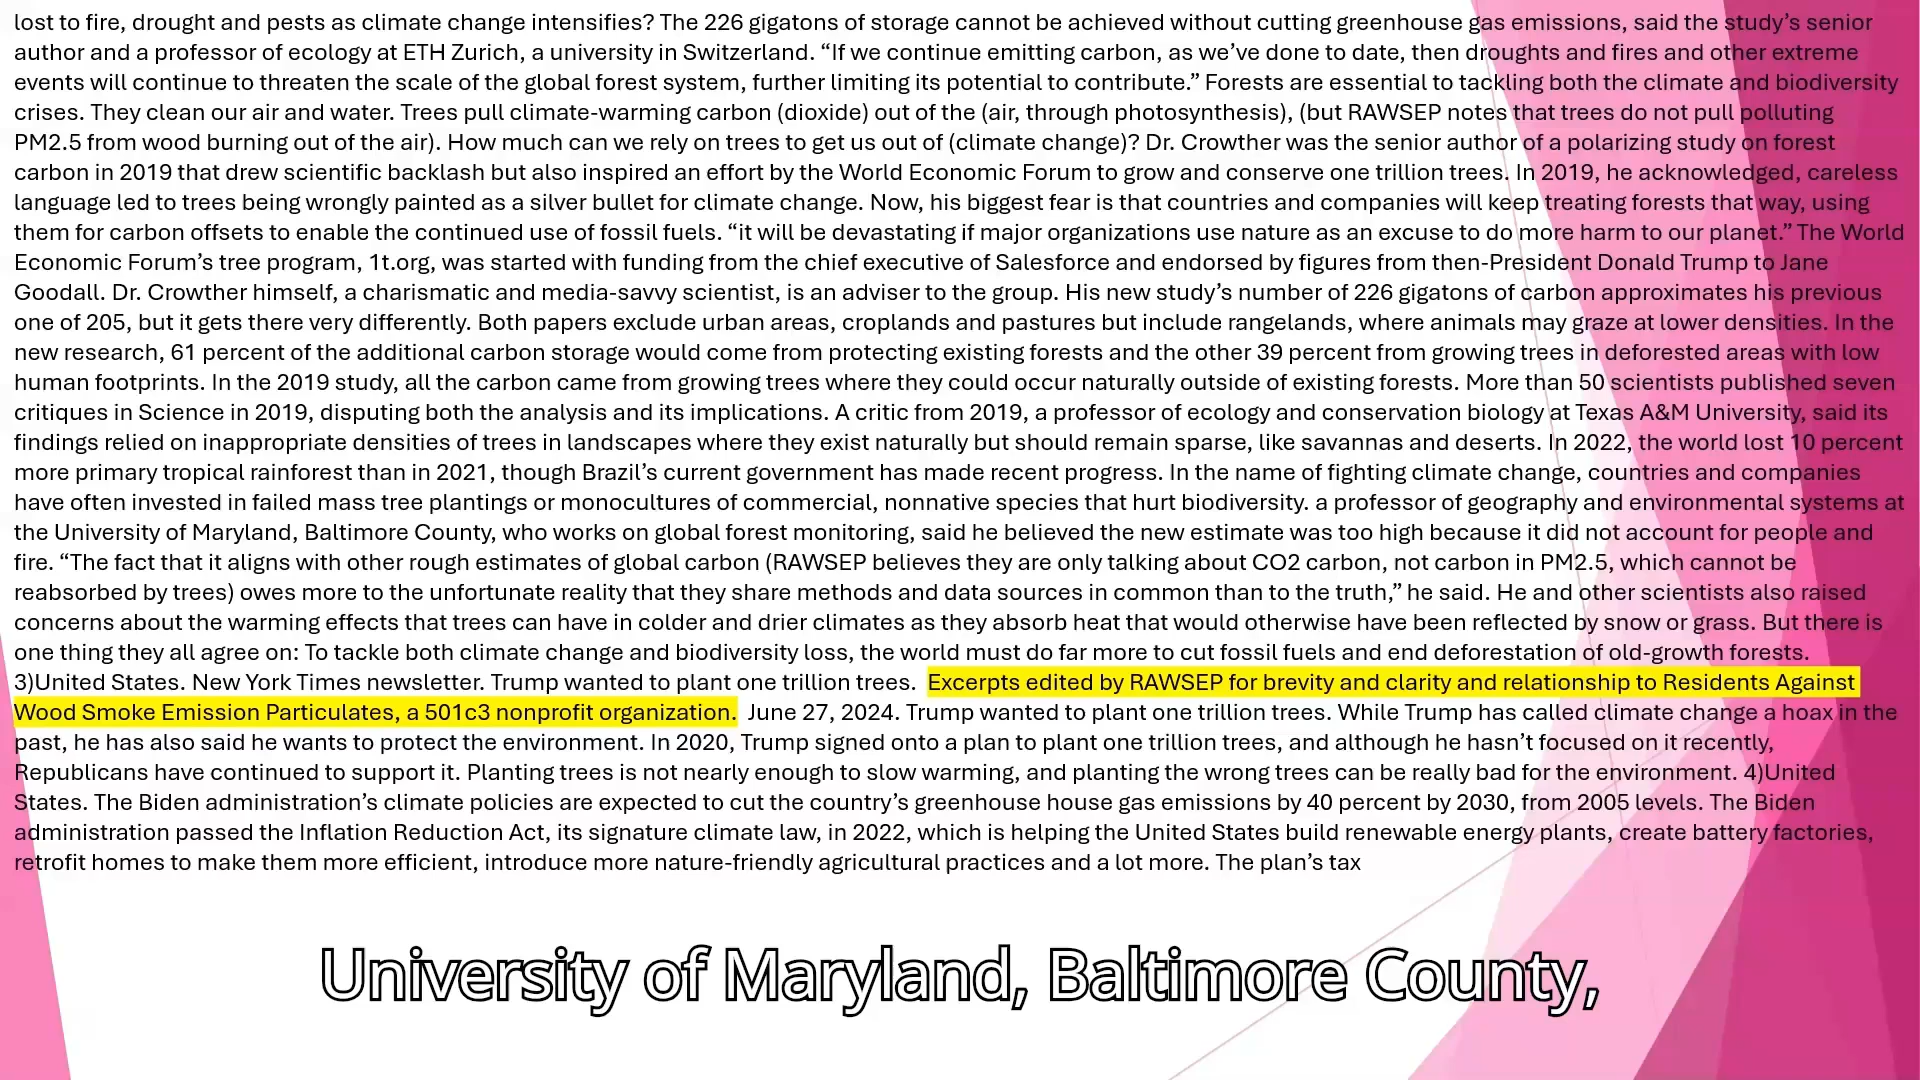 lost to fire, drought and pests as climate change intensifies? The 226 gigatons of storage cannot be achieved without cutting greenhouse gas emissions, said the study’s senior
author and a professor of ecology at ETH Zurich, a university in Switzerland. “If we continue emitting carbon, as we’ve done to date, then droughts and fires and other extreme
events will continue to threaten the scale of the global forest system, further limiting its potential to contribute.” Forests are essential to tackling both the climate and biodiversity
crises. They clean our air and water. Trees pull climate-warming carbon (dioxide) out of the (air, through photosynthesis), (but RAWSEP notes that trees do not pull polluting
PM2.5 from wood burning out of the air). How much can we rely on trees to get us out of (climate change)? Dr. Crowther was the senior author of a polarizing study on forest
carbon in 2019 that drew scientific backlash but also inspired an effort by the World Economic Forum to grow and conserve one trillion trees. In 2019, he acknowledged, careless
language led to trees being wrongly painted as a silver bullet for climate change. Now, his biggest fear is that countries and companies will keep treating forests that way, using
them for carbon offsets to enable the continued use of fossil fuels. “it will be devastating if major organizations use nature as an excuse to do more harm to our planet.” The World
Economic Forum’s tree program, 1t.org, was started with funding from the chief executive of Salesforce and endorsed by figures from then-President Donald Trump to Jane
Goodall. Dr. Crowther himself, a charismatic and media-savvy scientist, is an adviser to the group. His new study’s number of 226 gigatons of carbon approximates his previous
one of 205, but it gets there very differently. Both papers exclude urban areas, croplands and pastures but include rangelands, where animals may graze at lower densities. In the
new research, 61 percent of the additional carbon storage would come from protecting existing forests and the other 39 percent from growing trees in deforested areas with low
human footprints. In the 2019 study, all the carbon came from growing trees where they could occur naturally outside of existing forests. More than 50 scientists published seven
critiques in Science in 2019, disputing both the analysis and its implications. A critic from 2019, a professor of ecology and conservation biology at Texas A&M University, said its
findings relied on inappropriate densities of trees in landscapes where they exist naturally but should remain sparse, like savannas and deserts. In 2022, the world lost 10 percent
more primary tropical rainforest than in 2021, though Brazil’s current government has made recent progress. In the name of fighting climate change, countries and companies
have often invested in failed mass tree plantings or monocultures of commercial, nonnative species that hurt biodiversity. a professor of geography and environmental systems at
the University of Maryland, Baltimore County, who works on global forest monitoring, said he believed the new estimate was too high because it did not account for people and
fire. “The fact that it aligns with other rough estimates of global carbon (RAWSEP believes they are only talking about CO2 carbon, not carbon in PM2.5, which cannot be
reabsorbed by trees) owes more to the unfortunate reality that they share methods and data sources in common than to the truth,” he said. He and other scientists also raised
concerns about the warming effects that trees can have in colder and drier climates as they absorb heat that would otherwise have been reflected by snow or grass. But there is
one thing they all agree on: To tackle both climate change and biodiversity loss, the world must do far more to cut fossil fuels and end deforestation of old-growth forests.
3)United States. New York Times newsletter. Trump wanted to plant one trillion trees. Excerpts edited by RAWSEP for brevity and clarity and relationship to Residents Against
Wood Smoke Emission Particulates, a 501c3 nonprofit organization. June 27, 2024. Trump wanted to plant one trillion trees. While Trump has called climate change a hoax in the
past, he has also said he wants to protect the environment. In 2020, Trump signed onto a plan to plant one trillion trees, and although he hasn’t focused on it recently,
Republicans have continued to support it. Planting trees is not nearly enough to slow warming, and planting the wrong trees can be really bad for the environment. 4)United
States. The Biden administration’s climate policies are expected to cut the country’s greenhouse house gas emissions by 40 percent by 2030, from 2005 levels. The Biden
administration passed the Inflation Reduction Act, its signature climate law, in 2022, which is helping the United States build renewable energy plants, create battery factories,
retrofit homes to make them more efficient, introduce more nature-friendly agricultural practices and a lot more. The plan’s tax
University of Maryland, Baltimore County,